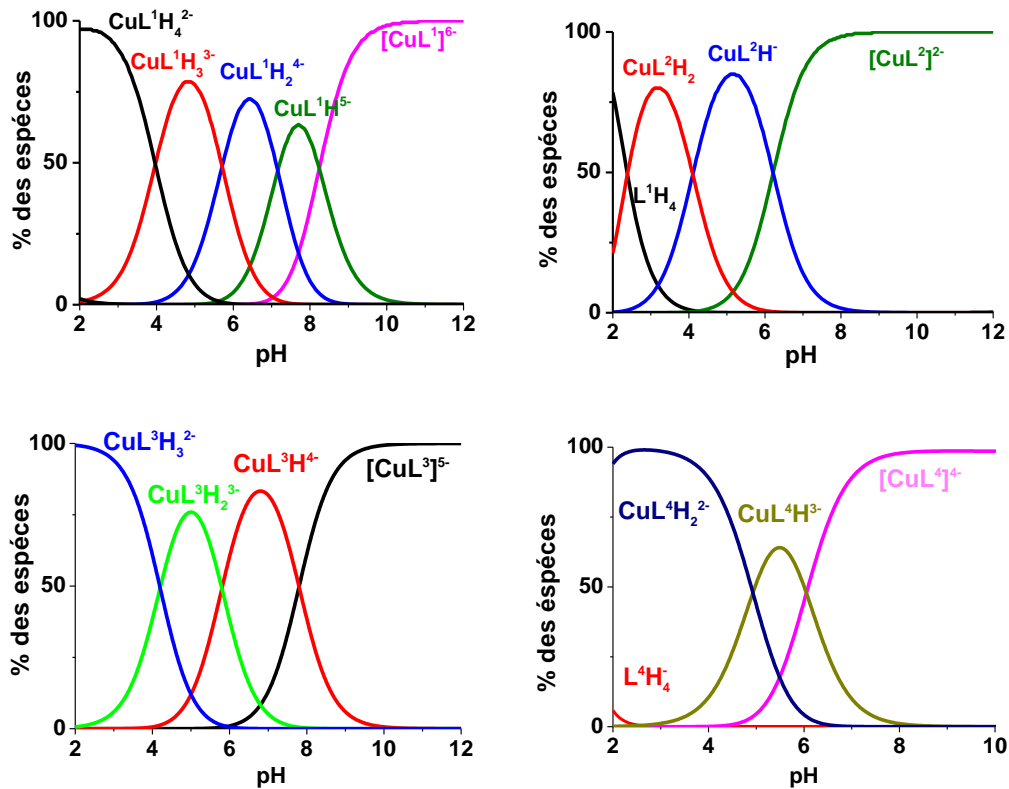 % des espéces
100
50
0
2 4 6 8 10 12
pH
CuL¹H₄²⁻
CuL¹H₃³⁻
CuL¹H₂⁴⁻
CuL¹H⁵⁻
[CuL¹]⁶⁻
% des espéces
100
50
0
2 4 6 8 10 12
pH
L¹H₄
CuL²H₂
CuL²H⁻
[CuL²]²⁻
% des espéces
100
50
0
2 4 6 8 10 12
pH
CuL³H₃²⁻
CuL³H₂³⁻
CuL³H⁴⁻
[CuL³]⁵⁻
% des éspéces
100
50
0
2 4 6 8 10
pH
L⁴H₄⁻
CuL⁴H₂²⁻
CuL⁴H³⁻
[CuL⁴]⁴⁻